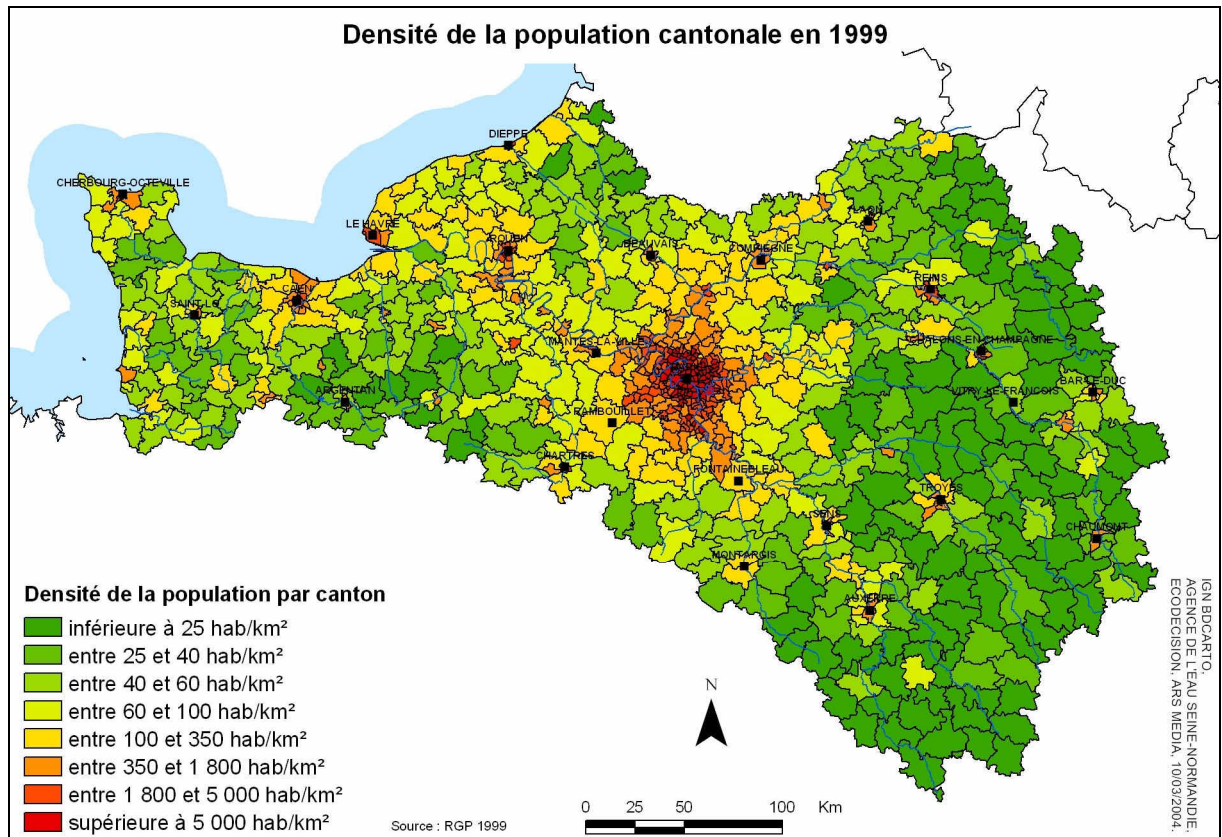 Densité de la population cantonale en 1999
DIEPPE
CHERBOURG-OCTEVILLE
LE HAVRE
LAON
ROUEN
BEAUVAIS
COMPIEGNE
REIMS
CAEN
SAINT-LO
MANTES-LA-VILLE
CHALONS-EN-CHAMPAGNE
ARGENTAN
VITRY-LE-FRANCOIS
BAR-LE-DUC
RAMBOUILLET
CHARTRES
FONTAINEBLEAU
TROYES
SENS
CHAUMONT
MONTARGIS
AUXERRE
Densité de la population par canton
inférieure à 25 hab/km²
entre 25 et 40 hab/km²
entre 40 et 60 hab/km²
entre 60 et 100 hab/km²
entre 100 et 350 hab/km²
entre 350 et 1 800 hab/km²
entre 1 800 et 5 000 hab/km²
supérieure à 5 000 hab/km²
Source : RGP 1999
N
0 25 50 100 Km
IGN BDCARTO,
AGENCE DE L'EAU SEINE-NORMANDIE,
ECODECISION, ARS MEDIA, 10/03/2004.